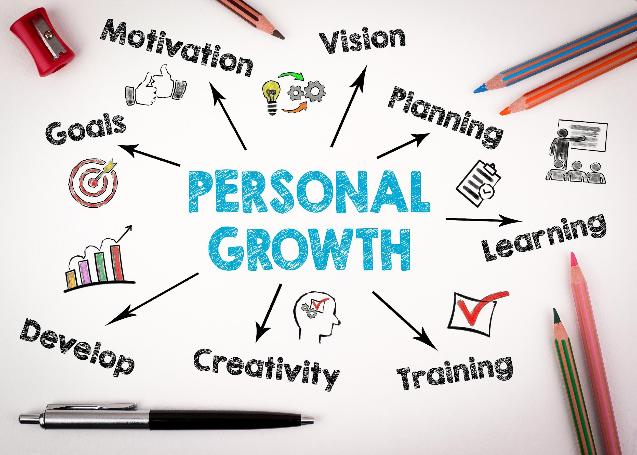 Motivation
Vision
Goals
Planning
PERSONAL
GROWTH
Learning
Develop
Creativity
Training